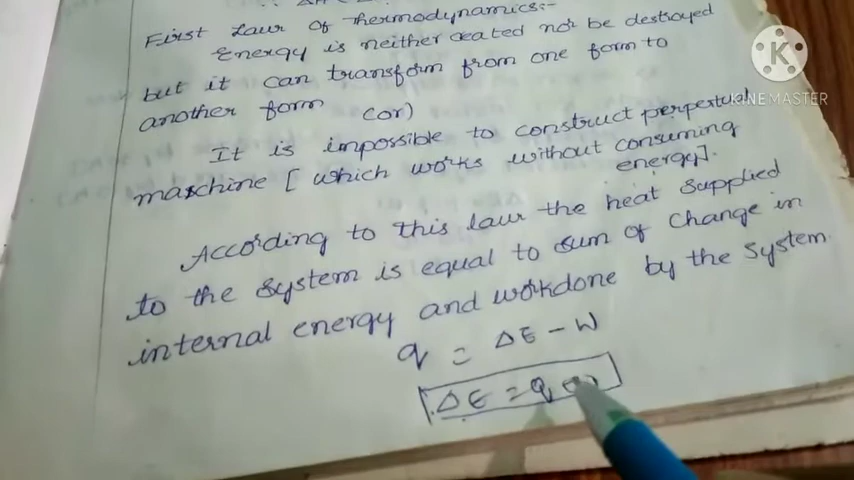 First Law of Thermodynamics:-
Energy is neither ceated nor be destroyed
but it can transform from one form to
another form (or)
It is impossible to construct perpertual
maschine [ which works without consuming
energy].
According to this law the heat supplied
to the system is equal to sum of change in
internal energy and workdone by the system
q = ΔE - W
ΔE = q
K
KINEMASTER